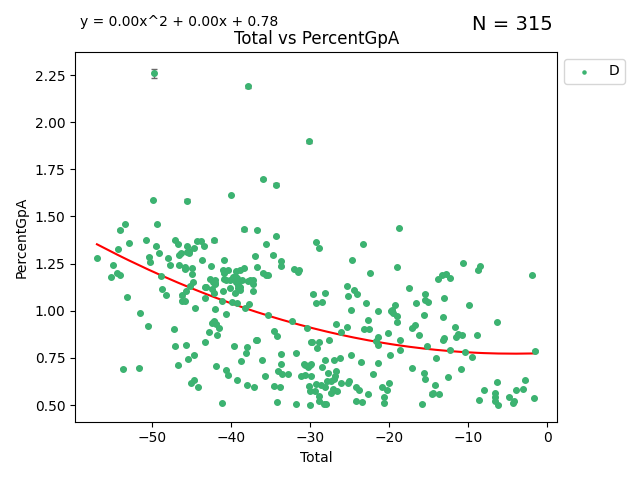 y = 0.00x^2 + 0.00x + 0.78
N = 315
Total vs PercentGpA
D
PercentGpA
2.25
2.00
1.75
1.50
1.25
1.00
0.75
0.50
−50 −40 −30 −20 −10 0
Total